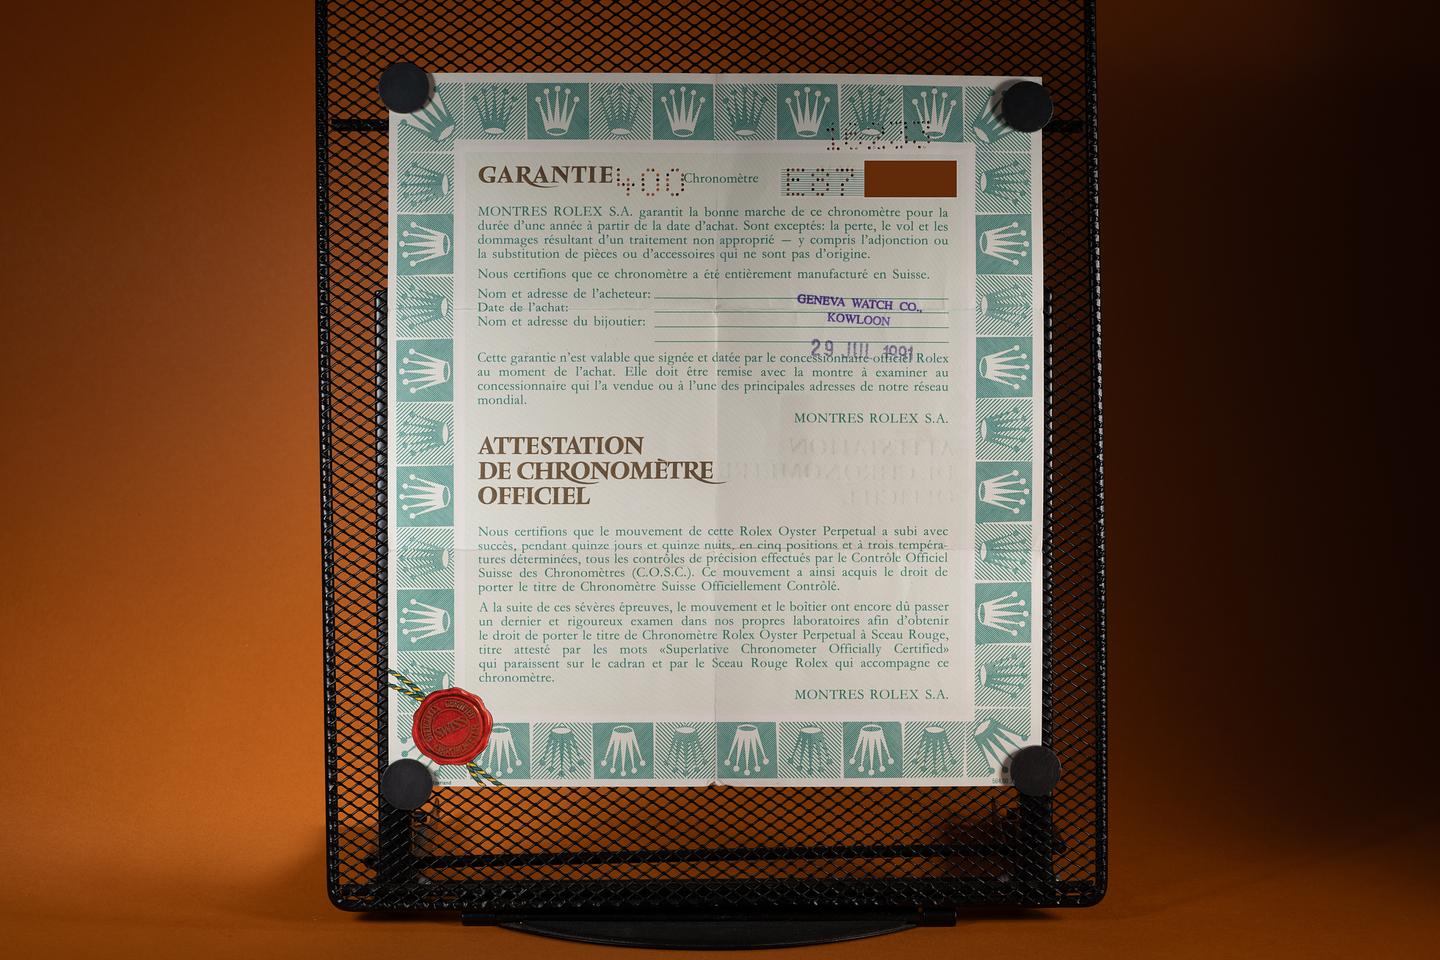 16233
GARANTIE 400 Chronomètre E87
MONTRES ROLEX S.A. garantit la bonne marche de ce chronomètre pour la
durée d'une année à partir de la date d'achat. Sont exceptés: la perte, le vol et les
dommages résultant d'un traitement non approprié — y compris l'adjonction ou
la substitution de pièces ou d'accessoires qui ne sont pas d'origine.
Nous certifions que ce chronomètre a été entièrement manufacturé en Suisse.
Nom et adresse de l'acheteur:
Date de l'achat:
Nom et adresse du bijoutier:
GENEVA WATCH CO.,
KOWLOON
29 JUL 1991
Cette garantie n'est valable que signée et datée par le concessionnaire officiel Rolex
au moment de l'achat. Elle doit être remise avec la montre à examiner au
concessionnaire qui l'a vendue ou à l'une des principales adresses de notre réseau
mondial.
MONTRES ROLEX S.A.
ATTESTATION
DE CHRONOMÈTRE
OFFICIEL
Nous certifions que le mouvement de cette Rolex Oyster Perpetual a subi avec
succès, pendant quinze jours et quinze nuits, en cinq positions et à trois tempéra-
tures déterminées, tous les contrôles de précision effectués par le Contrôle Officiel
Suisse des Chronomètres (C.O.S.C.). Ce mouvement a ainsi acquis le droit de
porter le titre de Chronomètre Suisse Officiellement Contrôlé.
A la suite de ces sévères épreuves, le mouvement et le boîtier ont encore dû passer
un dernier et rigoureux examen dans nos propres laboratoires afin d'obtenir
le droit de porter le titre de Chronomètre Rolex Oyster Perpetual à Sceau Rouge,
titre attesté par les mots «Superlative Chronometer Officially Certified»
qui paraissent sur le cadran et par le Sceau Rouge Rolex qui accompagne ce
chronomètre.
MONTRES ROLEX S.A.
OFFICIALLY CERTIFIED
SWISS
CHRONOMETER